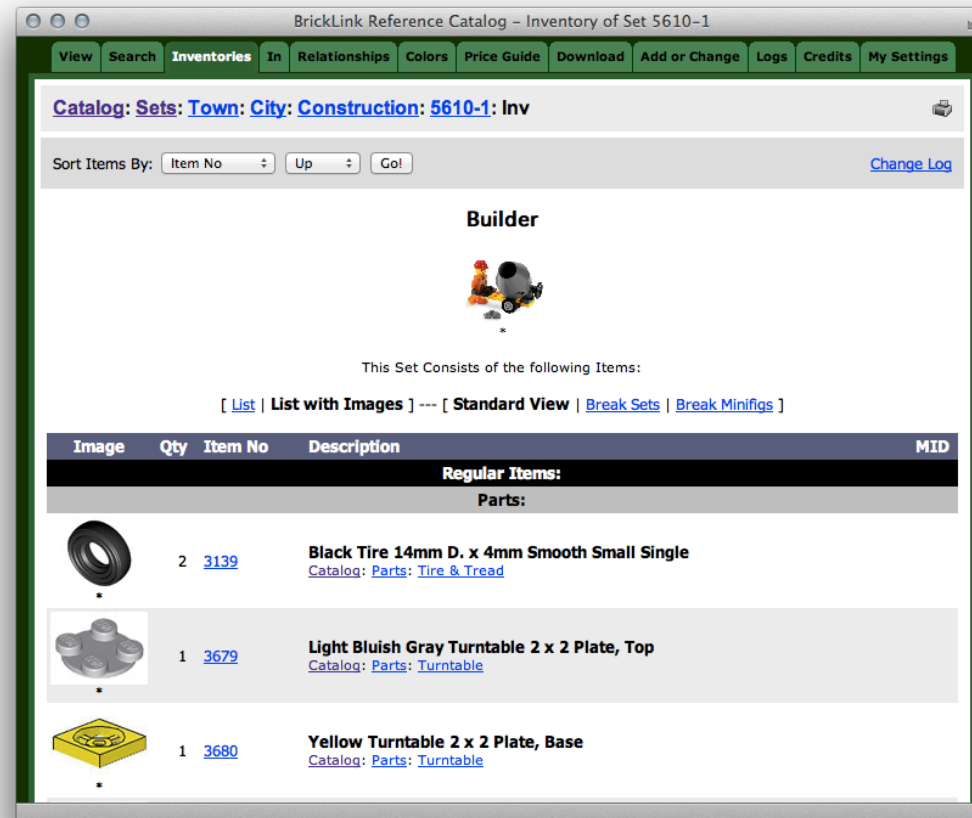 BrickLink Reference Catalog – Inventory of Set 5610–1
View Search Inventories In Relationships Colors Price Guide Download Add or Change Logs Credits My Settings
Catalog: Sets: Town: City: Construction: 5610-1: Inv
Sort Items By: Item No Up Go! Change Log
Builder
*
This Set Consists of the following Items:
[ List | List with Images ] --- [ Standard View | Break Sets | Break Minifigs ]
Image Qty Item No Description MID
Regular Items:
Parts:
2 3139 Black Tire 14mm D. x 4mm Smooth Small Single
Catalog: Parts: Tire & Tread
*
1 3679 Light Bluish Gray Turntable 2 x 2 Plate, Top
Catalog: Parts: Turntable
*
1 3680 Yellow Turntable 2 x 2 Plate, Base
Catalog: Parts: Turntable
*